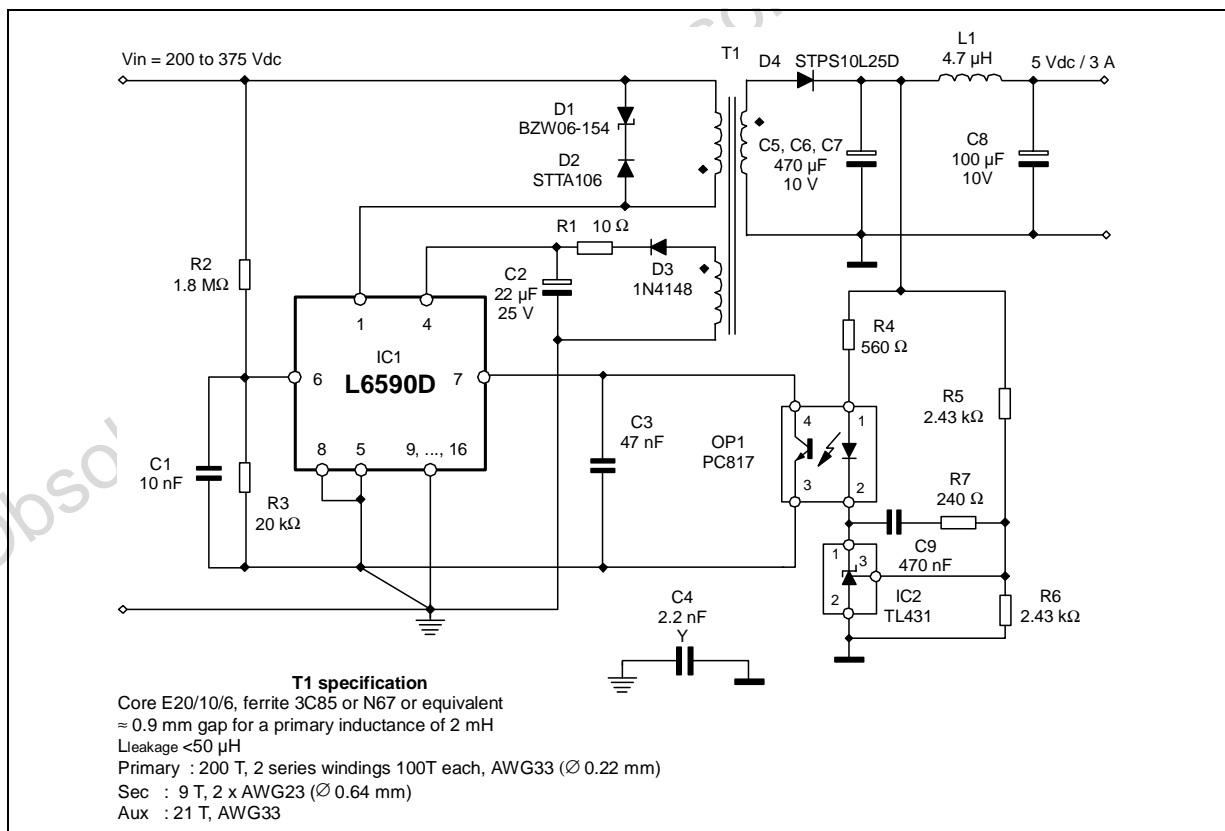 Vin = 200 to 375 Vdc
T1
D4 STPS10L25D
L1
4.7 µH
5 Vdc / 3 A
D1
BZW06-154
D2
STTA106
C5, C6, C7
470 µF
10 V
C8
100 µF
10V
R1 10 Ω
R2
1.8 MΩ
C2
22 µF
25 V
D3
1N4148
1 4
IC1
L6590D
6 7
8 5 9, ..., 16
R4
560 Ω
R5
2.43 kΩ
C3
47 nF
OP1
PC817
4 1
3 2
R7
240 Ω
C1
10 nF
R3
20 kΩ
C9
470 nF
1 3
2
IC2
TL431
R6
2.43 kΩ
C4
2.2 nF
Y
T1 specification
Core E20/10/6, ferrite 3C85 or N67 or equivalent
≈ 0.9 mm gap for a primary inductance of 2 mH
Lleakage <50 µH
Primary : 200 T, 2 series windings 100T each, AWG33 (∅ 0.22 mm)
Sec : 9 T, 2 x AWG23 (∅ 0.64 mm)
Aux : 21 T, AWG33